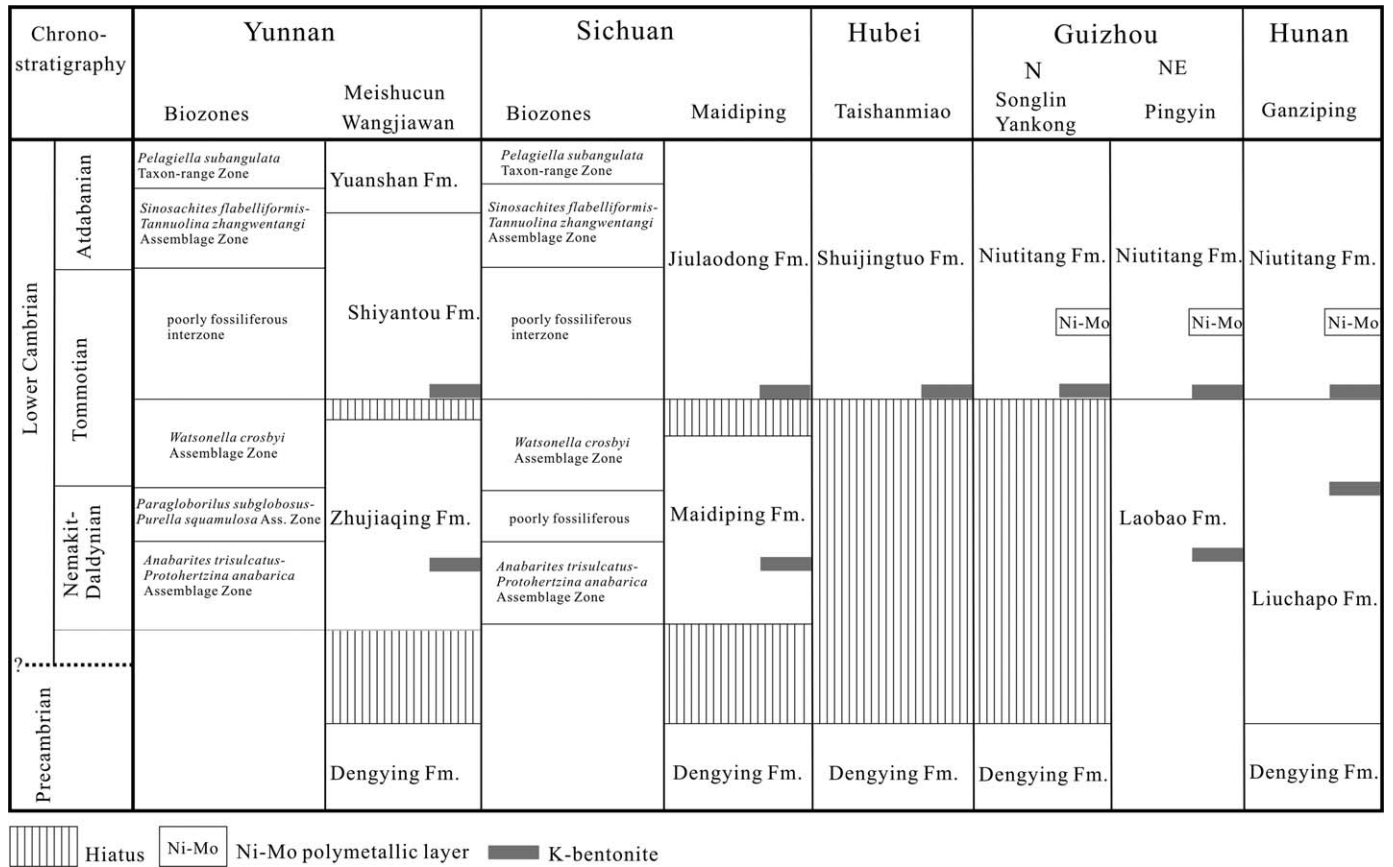 Chrono-
stratigraphy
Yunnan
Sichuan
Hubei
Guizhou
Hunan
Biozones
Meishucun
Wangjiawan
Biozones
Maidiping
Taishanmiao
N
Songlin
Yankong
NE
Pingyin
Ganziping
Lower Cambrian
Precambrian
?
Atdabanian
Tommotian
Nemakit-
Daldynian
Pelagiella subangulata
Taxon-range Zone
Sinosachites flabelliformis-
Tannuolina zhangwentangi
Assemblage Zone
poorly fossiliferous
interzone
Watsonella crosbyi
Assemblage Zone
Paragloborilus subglobosus-
Purella squamulosa Ass. Zone
Anabarites trisulcatus-
Protohertzina anabarica
Assemblage Zone
Yuanshan Fm.
Shiyantou Fm.
Zhujiaqing Fm.
Dengying Fm.
Pelagiella subangulata
Taxon-range Zone
Sinosachites flabelliformis-
Tannuolina zhangwentangi
Assemblage Zone
poorly fossiliferous
interzone
Watsonella crosbyi
Assemblage Zone
poorly fossiliferous
Anabarites trisulcatus-
Protohertzina anabarica
Assemblage Zone
Jiulaodong Fm.
Maidiping Fm.
Dengying Fm.
Shuijingtuo Fm.
Dengying Fm.
Niutitang Fm.
Ni-Mo
Dengying Fm.
Niutitang Fm.
Ni-Mo
Laobao Fm.
Niutitang Fm.
Ni-Mo
Liuchapo Fm.
Dengying Fm.
Hiatus
Ni-Mo
Ni-Mo polymetallic layer
K-bentonite